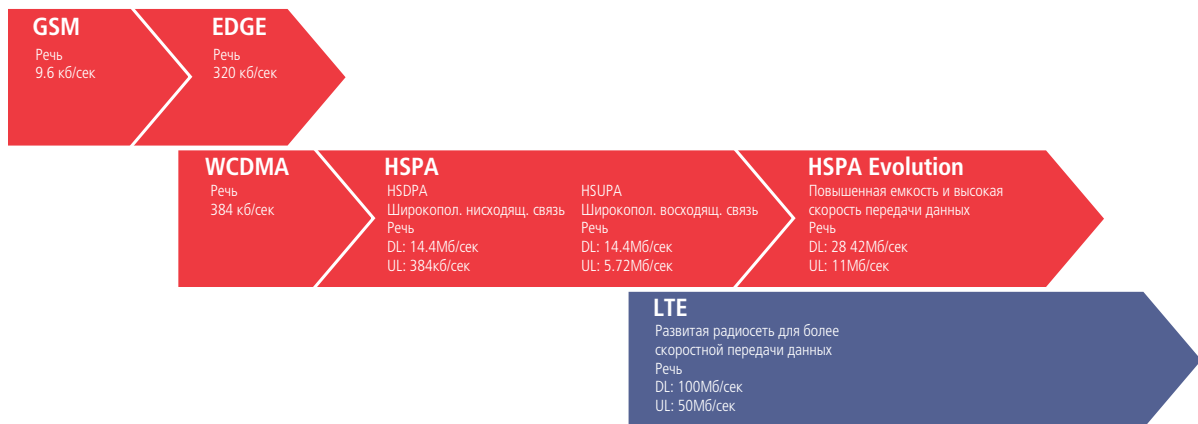 GSM
Речь
9.6 кб/сек
EDGE
Речь
320 кб/сек
WCDMA
Речь
384 кб/сек
HSPA
HSDPA
Широкопол. нисходящ. связь
Речь
DL: 14.4Мб/сек
UL: 384кб/сек
HSUPA
Широкопол. восходящ. связь
Речь
DL: 14.4Мб/сек
UL: 5.72Мб/сек
HSPA Evolution
Повышенная емкость и высокая
скорость передачи данных
Речь
DL: 28 42Мб/сек
UL: 11Мб/сек
LTE
Развитая радиосеть для более
скоростной передачи данных
Речь
DL: 100Мб/сек
UL: 50Мб/сек